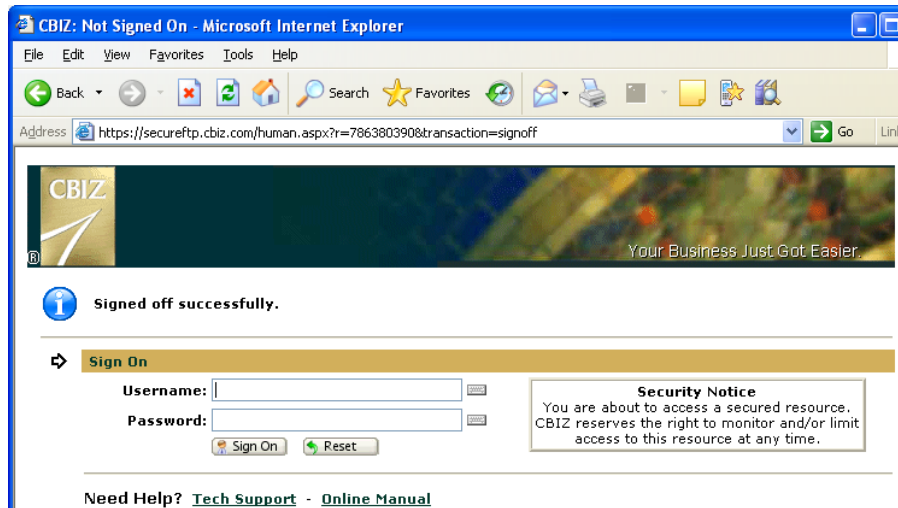 CBIZ: Not Signed On - Microsoft Internet Explorer
File Edit View Favorites Tools Help
Back Search Favorites
Address https://secureftp.cbiz.com/human.aspx?r=786380390&transaction=signoff Go Lin
CBIZ
®
Your Business Just Got Easier.
Signed off successfully.
Sign On
Username:
Password:
Sign On Reset
Security Notice
You are about to access a secured resource.
CBIZ reserves the right to monitor and/or limit
access to this resource at any time.
Need Help? Tech Support - Online Manual